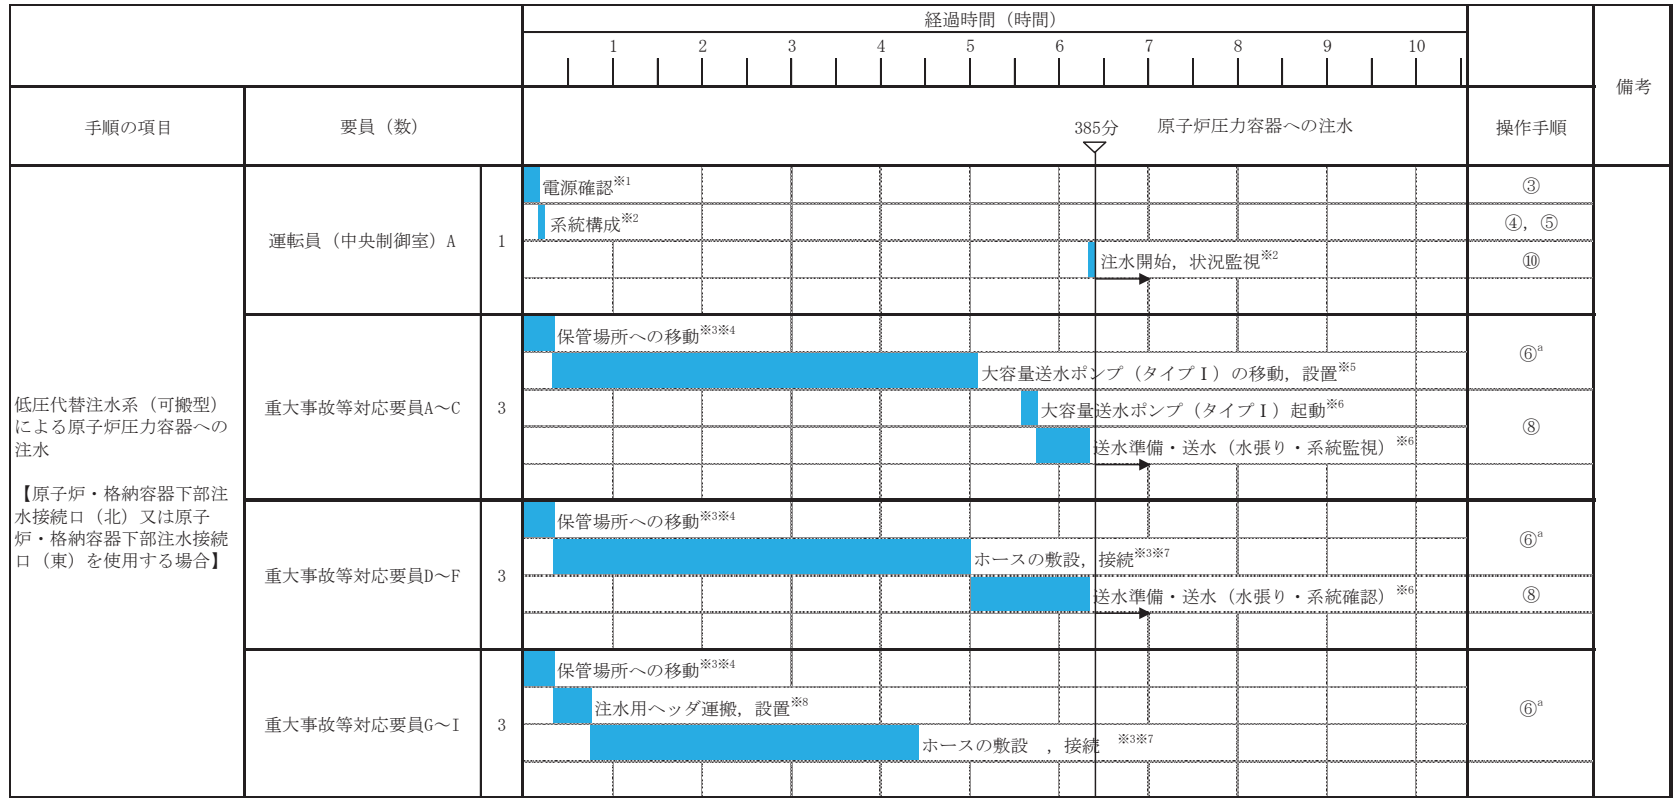 経過時間（時間）
1 2 3 4 5 6 7 8 9 10
備考
手順の項目 要員（数） 385分 原子炉圧力容器への注水 操作手順
低圧代替注水系（可搬型）
による原子炉圧力容器への
注水
【原子炉・格納容器下部注
水接続口（北）又は原子
炉・格納容器下部注水接続
口（東）を使用する場合】
運転員（中央制御室）A 1
電源確認※1 ③
系統構成※2 ④，⑤
注水開始，状況監視※2 ⑩
重大事故等対応要員A～C 3
保管場所への移動※3※4 ⑥a
大容量送水ポンプ（タイプⅠ）の移動，設置※5
大容量送水ポンプ（タイプⅠ）起動※6 ⑧
送水準備・送水（水張り・系統監視）※6
重大事故等対応要員D～F 3
保管場所への移動※3※4 ⑥a
ホースの敷設，接続※3※7
送水準備・送水（水張り・系統確認）※6 ⑧
重大事故等対応要員G～I 3
保管場所への移動※3※4 ⑥a
注水用ヘッダ運搬，設置※8
ホースの敷設 ，接続 ※3※7